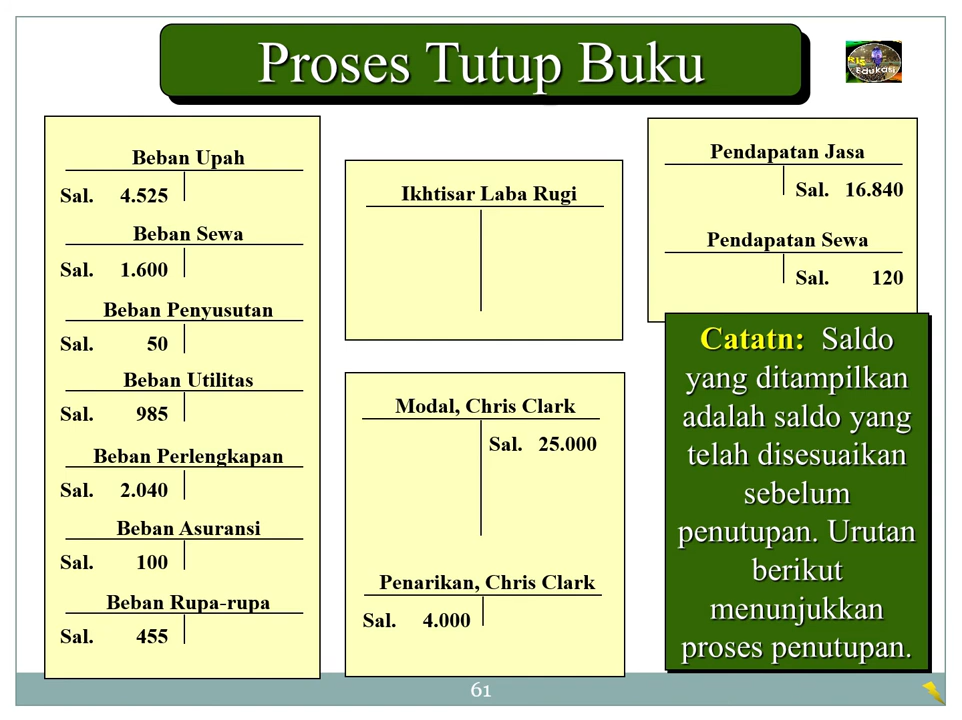 Proses Tutup Buku
RIE
Edukasi
Beban Upah
Sal. 4.525
Beban Sewa
Sal. 1.600
Beban Penyusutan
Sal. 50
Beban Utilitas
Sal. 985
Beban Perlengkapan
Sal. 2.040
Beban Asuransi
Sal. 100
Beban Rupa-rupa
Sal. 455
Ikhtisar Laba Rugi
Modal, Chris Clark
Sal. 25.000
Penarikan, Chris Clark
Sal. 4.000
Pendapatan Jasa
Sal. 16.840
Pendapatan Sewa
Sal. 120
Catatn: Saldo
yang ditampilkan
adalah saldo yang
telah disesuaikan
sebelum
penutupan. Urutan
berikut
menunjukkan
proses penutupan.
61